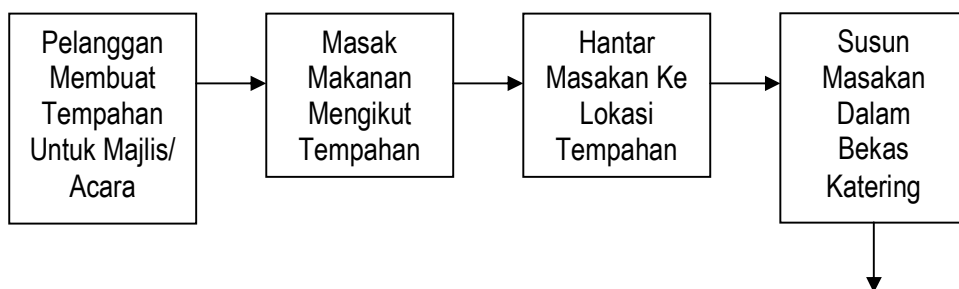 Pelanggan
Membuat
Tempahan
Untuk Majlis/
Acara
Masak
Makanan
Mengikut
Tempahan
Hantar
Masakan Ke
Lokasi
Tempahan
Susun
Masakan
Dalam
Bekas
Katering